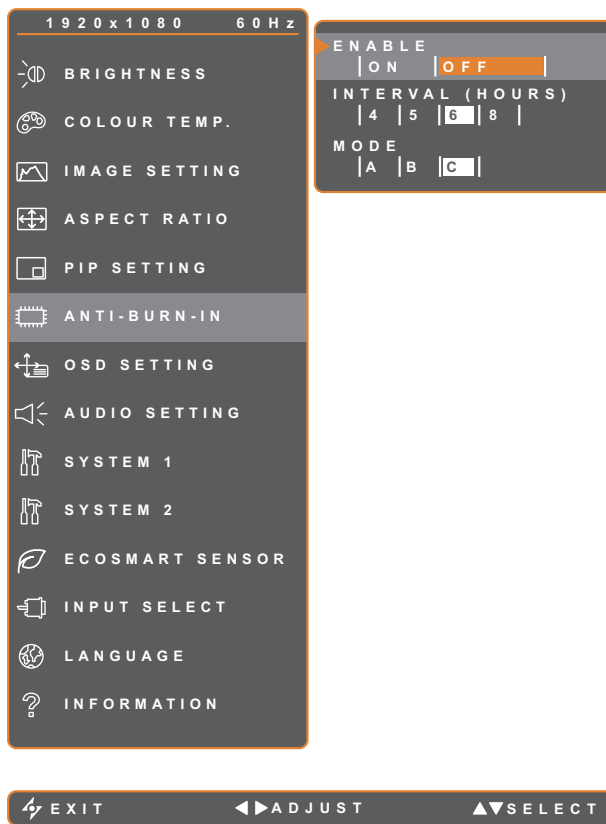 1920x1080 60Hz
BRIGHTNESS
COLOUR TEMP.
IMAGE SETTING
ASPECT RATIO
PIP SETTING
ANTI-BURN-IN
OSD SETTING
AUDIO SETTING
SYSTEM 1
SYSTEM 2
ECOSMART SENSOR
INPUT SELECT
LANGUAGE
INFORMATION
ENABLE
ON OFF
INTERVAL (HOURS)
4 5 6 8
MODE
A B C
EXIT ADJUST SELECT